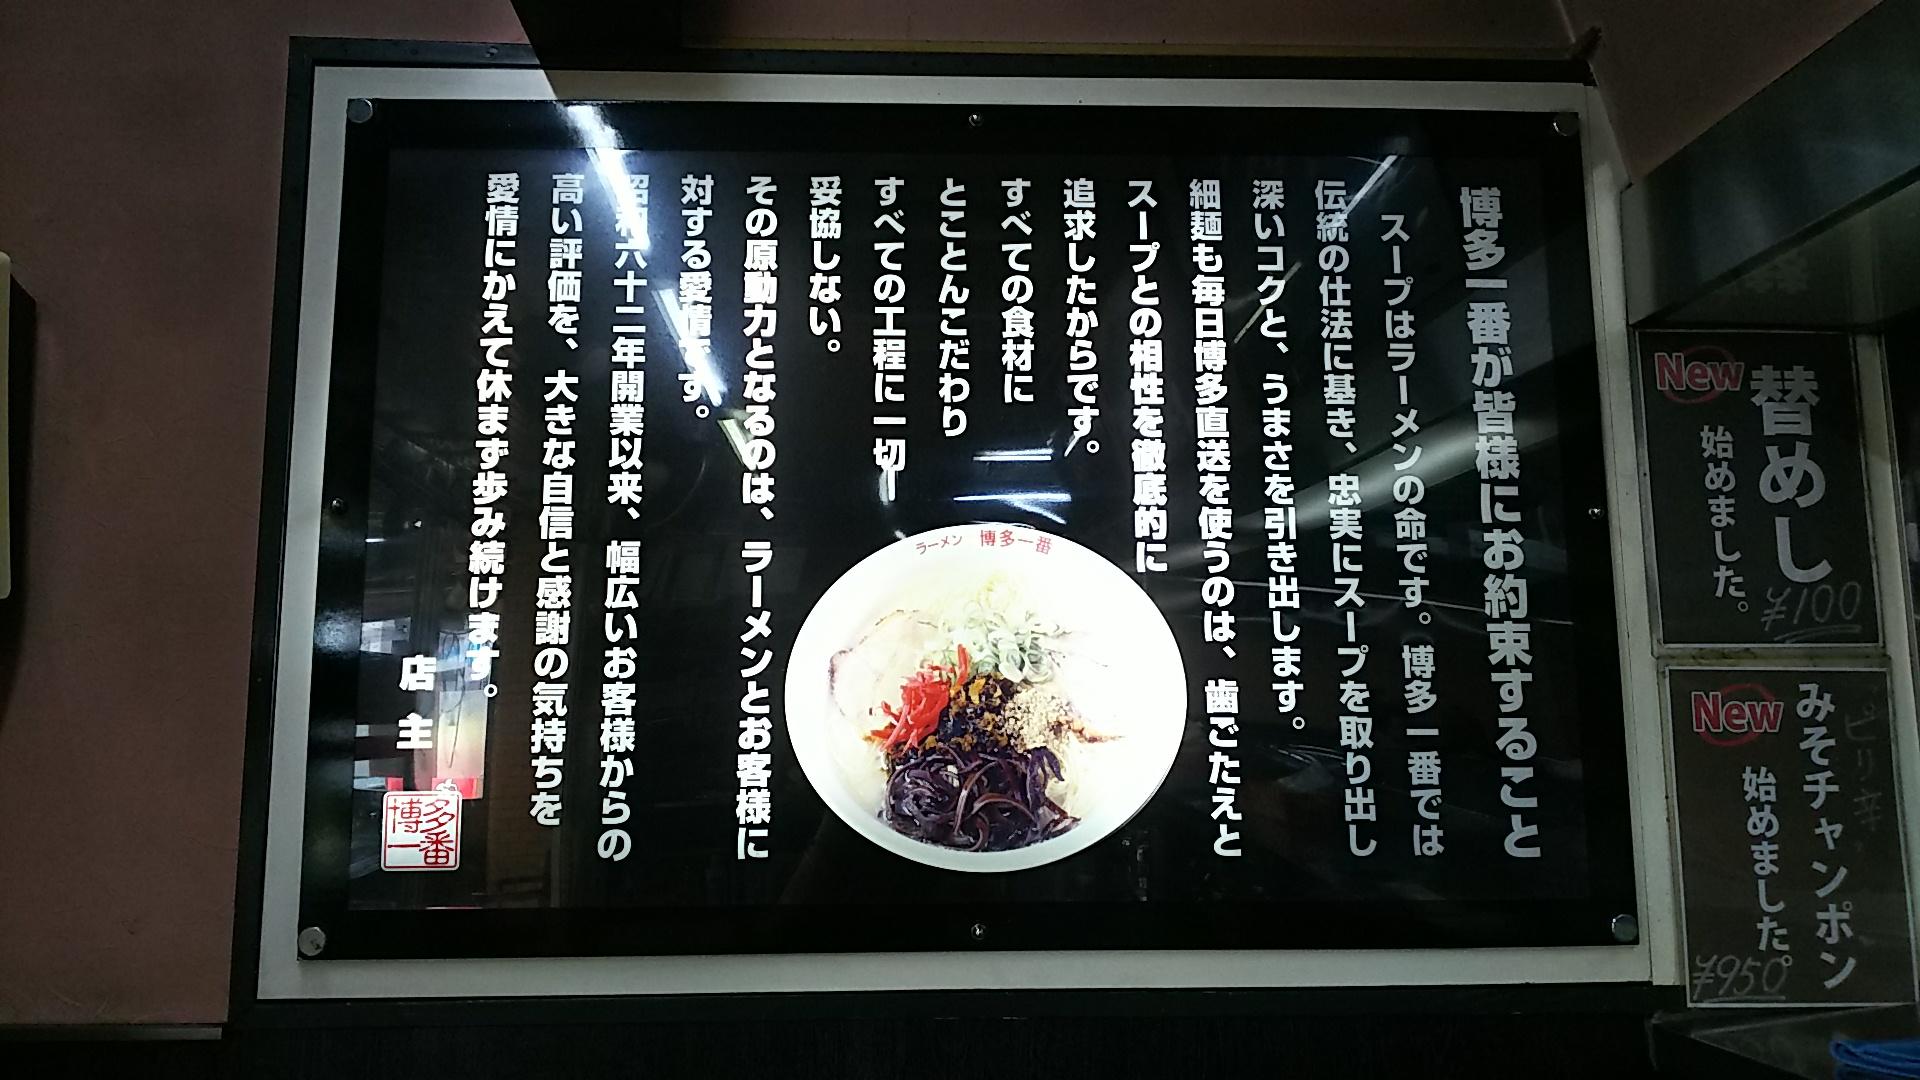 博多一番が皆様にお約束すること
スープはラーメンの命です。博多一番では
伝統の仕法に基き、忠実にスープを取り出し
深いコクと、うまさを引き出します。
細麺も毎日博多直送を使うのは、歯ごたえと
スープとの相性を徹底的に
追求したからです。
すべての食材に
とことんこだわり
すべての工程に一切
妥協しない。
その原動力となるのは、ラーメンとお客様に
対する愛情です。
昭和六十二年開業以来、幅広いお客様からの
高い評価を、大きな自信と感謝の気持ちを
愛情にかえて休まず歩み続けます。
店主
博多一番
ラーメン 博多一番
New
替めし
始めました。
¥100
New
ピリ辛
みそチャンポン
始めました。
¥950